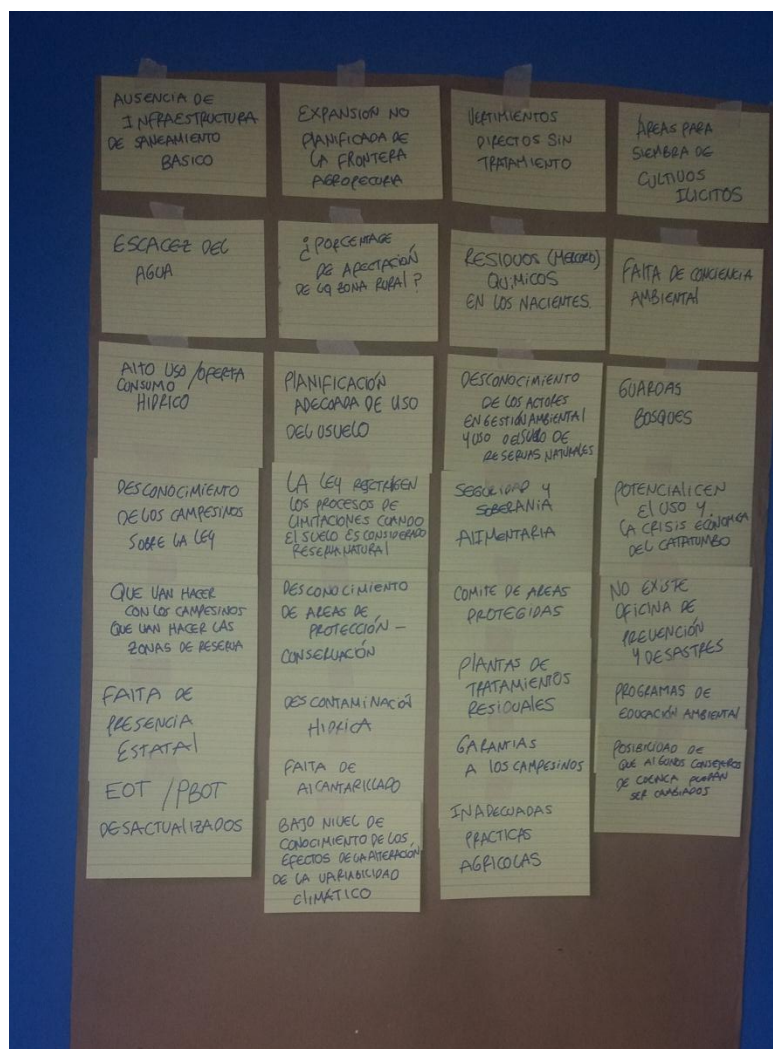 AUSENCIA DE
INFRAESTRUCTURA
DE SANEAMIENTO
BASICO
ESCACEZ DEL
AGUA
ALTO USO /OFERTA
CONSUMO
HIDRICO
DESCONOCIMIENTO
DE LOS CAMPESINOS
SOBRE LA LEY
QUE VAN HACER
CON LOS CAMPESINOS
QUE VAN HACER LAS
ZONAS DE RESERVA
FALTA DE
PRESENCIA
ESTATAL
EOT / PBOT
DESACTUALIZADOS
EXPANSION NO
PLANIFICADA DE
LA FRONTERA
AGROPECURIA
¿PORCENTAGE
DE AFECTACIÓN
DE LA ZONA RURAL?
PLANIFICACIÓN
ADECOADA DE USO
DEL USUELO
LA LEY RESTRIGEN
LOS PROCESOS DE
LIMITACIONES CUANDO
EL SUELO ES CONSIDERADO
RESERVA NATURAL
DESCONOCIMIENTO
DE AREAS DE
PROTECCIÓN -
CONSERVACIÓN
DESCONTAMINACIÓN
HIDRICA
FALTA DE
ALCANTARILLADO
BAJO NIVEL DE
CONOCIMIENTO DE LOS
EFECTOS DE LA ALTERACIÓN
DE LA VARIABILIDAD
CLIMÁTICO
VERTIMIENTOS
DIRECTOS SIN
TRATAMIENTO
RESIDUOS (MERCURIO)
QUIMICOS
EN LOS NACIENTES.
DESCONOCIMIENTO
DE LOS ACTORES
EN GESTIÓN AMBIENTAL
Y USO DEL SUELO DE
RESERVAS NATURALES
SEGURIDAD Y
SOBERANIA
ALIMENTARIA
COMITE DE AREAS
PROTEGIDAS
PLANTAS DE
TRATAMIENTOS
RESIDUALES
GARANTIAS
A LOS CAMPESINOS
INADECUADAS
PRACTICAS
AGRICOLAS
ÁREAS PARA
SIEMBRA DE
CULTIVOS
ILICITOS
FALTA DE CONCIENCIA
AMBIENTAL
GUARDAS
BOSQUES
POTENCIALICEN
EL USO Y
LA CRISIS ECONOMICA
DEL CATATUMBO
NO EXISTE
OFICINA DE
PREVENCIÓN
Y DESASTRES
PROGRAMAS DE
EDUCACIÓN AMBIENTAL
POSIBILIDAD DE
QUE ALGUNOS CONSEJEROS
DE CUENCA PUEDAN
SER CAMBIADOS